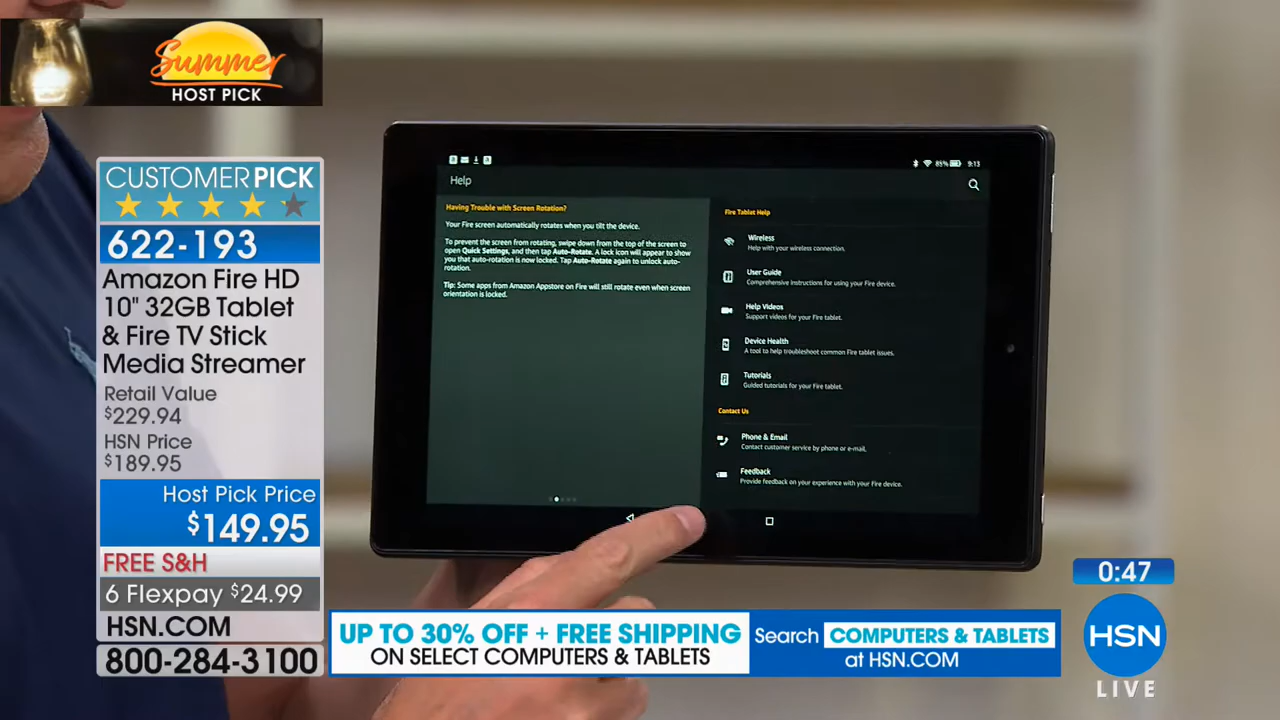 Summer
HOST PICK
CUSTOMER PICK
622-193
Amazon Fire HD
10" 32GB Tablet
& Fire TV Stick
Media Streamer
Retail Value
$229.94
HSN Price
$189.95
Host Pick Price
$149.95
FREE S&H
6 Flexpay $24.99
HSN.COM
800-284-3100
85%
9:13
Help
Having Trouble with Screen Rotation?
Your Fire screen automatically rotates when you tilt the device.
To prevent the screen from rotating, swipe down from the top of the screen to
open Quick Settings, and then tap Auto-Rotate. A lock icon will appear to show
you that auto-rotation is now locked. Tap Auto-Rotate again to unlock auto-
rotation.
Tip: Some apps from Amazon Appstore on Fire will still rotate even when screen
orientation is locked.
Fire Tablet Help
Wireless
Help with your wireless connection.
User Guide
Comprehensive instructions for using your Fire device.
Help Videos
Support videos for your Fire tablet.
Device Health
A tool to help troubleshoot common Fire tablet issues.
Tutorials
Guided tutorials for your Fire tablet.
Contact Us
Phone & Email
Contact customer service by phone or e-mail.
Feedback
Provide feedback on your experience with your Fire device.
UP TO 30% OFF + FREE SHIPPING
ON SELECT COMPUTERS & TABLETS
Search COMPUTERS & TABLETS
at HSN.COM
0:47
HSN
LIVE